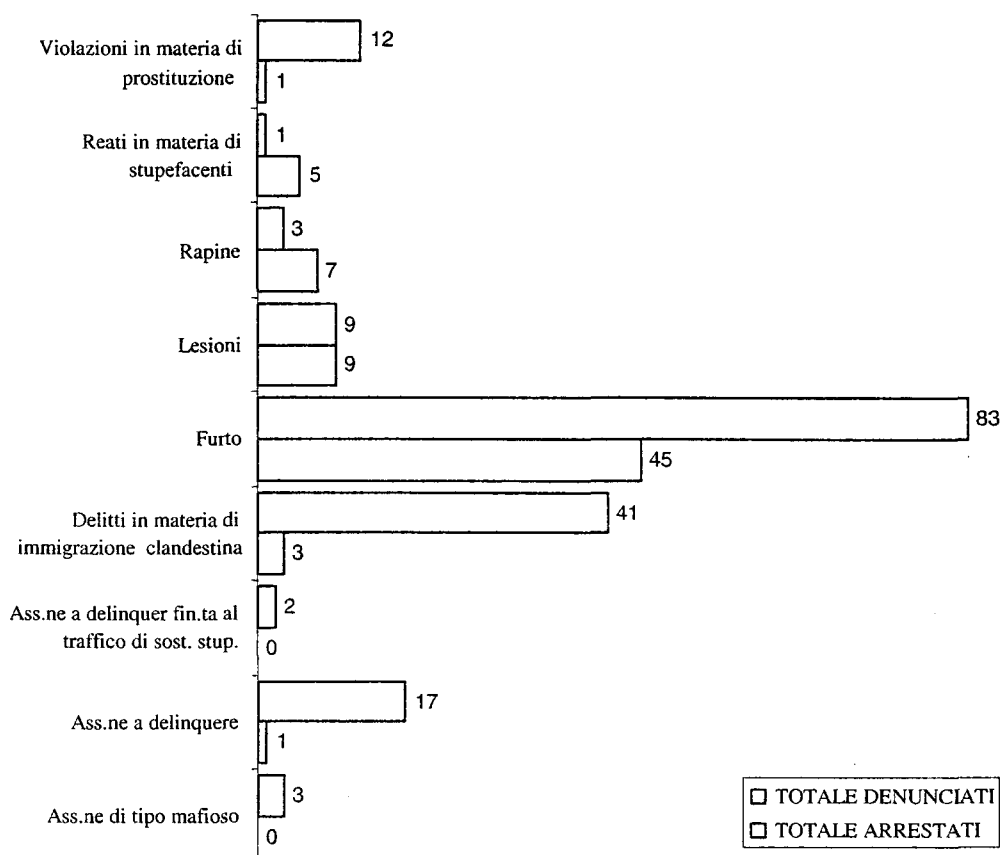 Violazioni in materia di
prostituzione
12
1
Reati in materia di
stupefacenti
1
5
Rapine
3
7
Lesioni
9
9
Furto
83
45
Delitti in materia di
immigrazione clandestina
41
3
Ass.ne a delinquer fin.ta al
traffico di sost. stup.
2
0
Ass.ne a delinquere
17
1
Ass.ne di tipo mafioso
3
0
TOTALE DENUNCIATI
TOTALE ARRESTATI